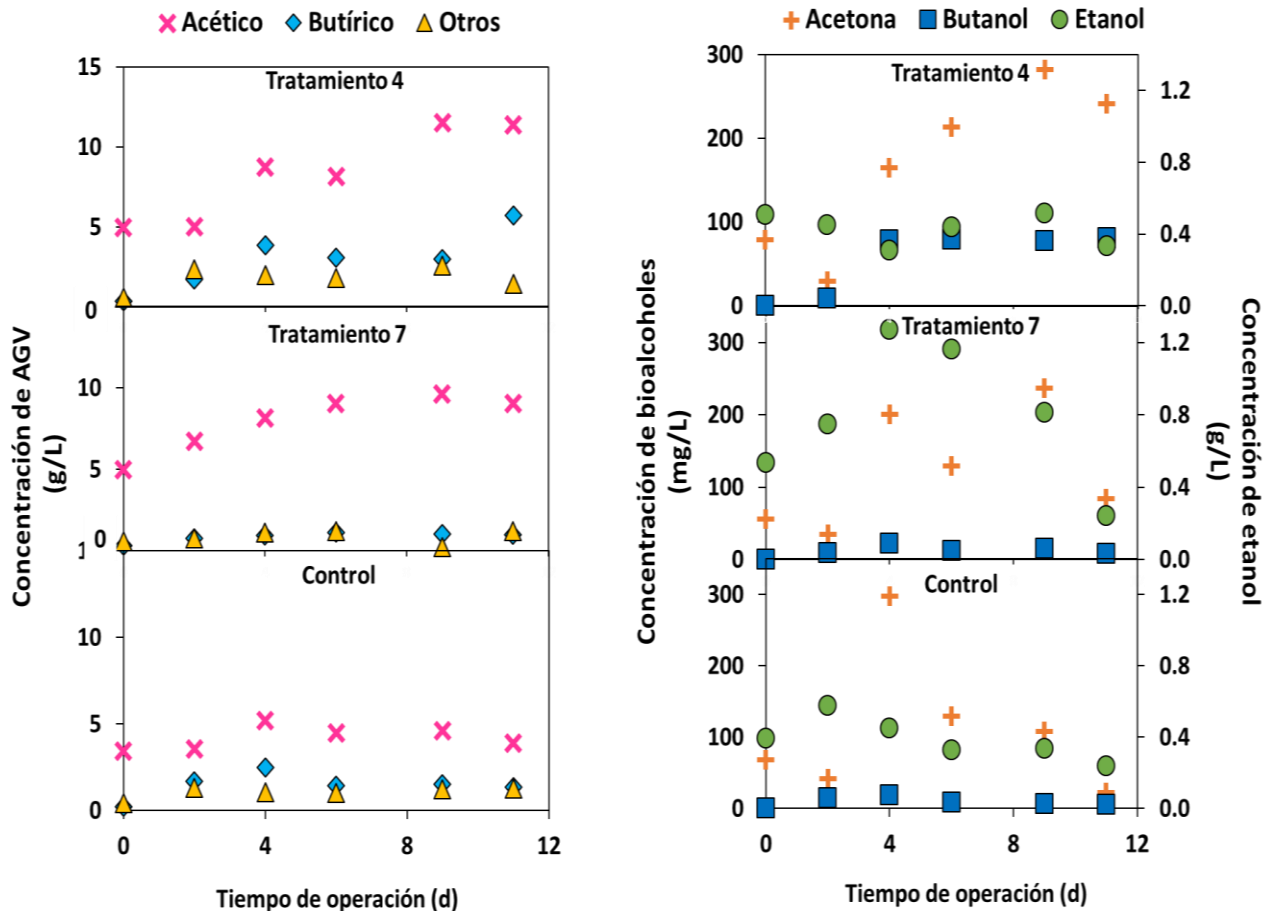 Acético Butírico Otros
Concentración de AGV
(g/L)
15
10
5
0
Tratamiento 4
10
5
0
Tratamiento 7
1
10
5
0
Control
0 4 8 12
Tiempo de operación (d)
Acetona Butanol Etanol
Concentración de bioalcoholes
(mg/L)
300
200
100
0
Tratamiento 4
1.2
0.8
0.4
0.0
300
200
100
0
Tratamiento 7
1.2
0.8
0.4
0.0
300
200
100
0
Control
1.2
0.8
0.4
0.0
0 4 8 12
Tiempo de operación (d)
Concentración de etanol
(g/L)